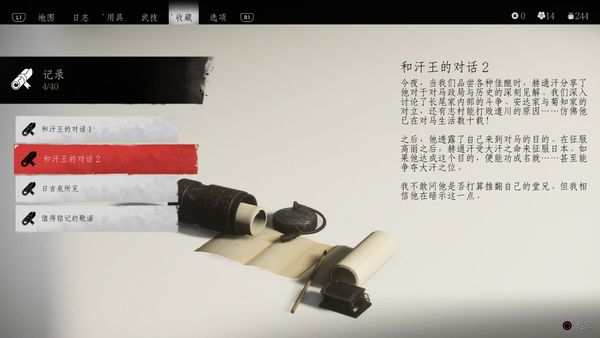 L1 地图 日志 用具 武技 收藏 选项 R1
0 14 244
记录
4/40
和汗王的对话 1
和汗王的对话 2
日吉泉所见
值得铭记的歌谣
和汗王的对话 2
今夜，当我们品尝各种佳酿时，赫通汗分享了
他对于对马政局与历史的深刻见解。我们深入
讨论了长尾家内部的斗争、安达家与菊知家的
对立，还有志村能打败遣川的原因……仿佛他
已在对马生活数十载！
之后，他透露了自己来到对马的目的。在征服
高丽之后，赫通汗受大汗之命来征服日本。如
果他达成这个目的，便能功成名就……甚至能
争夺大汗之位。
我不敢问他是否打算推翻自己的堂兄。但我相
信他在暗示这一点。
返回